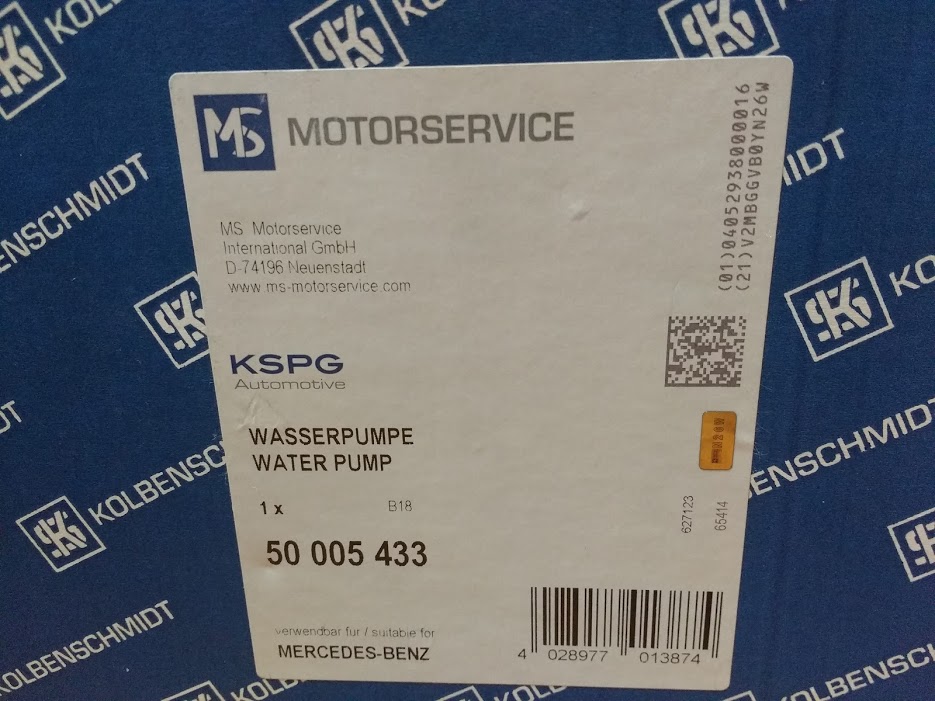 KOLBENSCHMIDT
MS MOTORSERVICE
MS Motorservice
International GmbH
D-74196 Neuenstadt
www ms-motorservice.com
KSPG
Automotive
WASSERPUMPE
WATER PUMP
1 x B18
50 005 433
verwendbar für / suitable for
MERCEDES-BENZ
(01)04052938000016
(21)V2MBGGVB0YN26W
627123
65414
4 028977 013874
KOLBENSCHMIDT
KOLBENSCHMIDT
KOLBENSCHMIDT